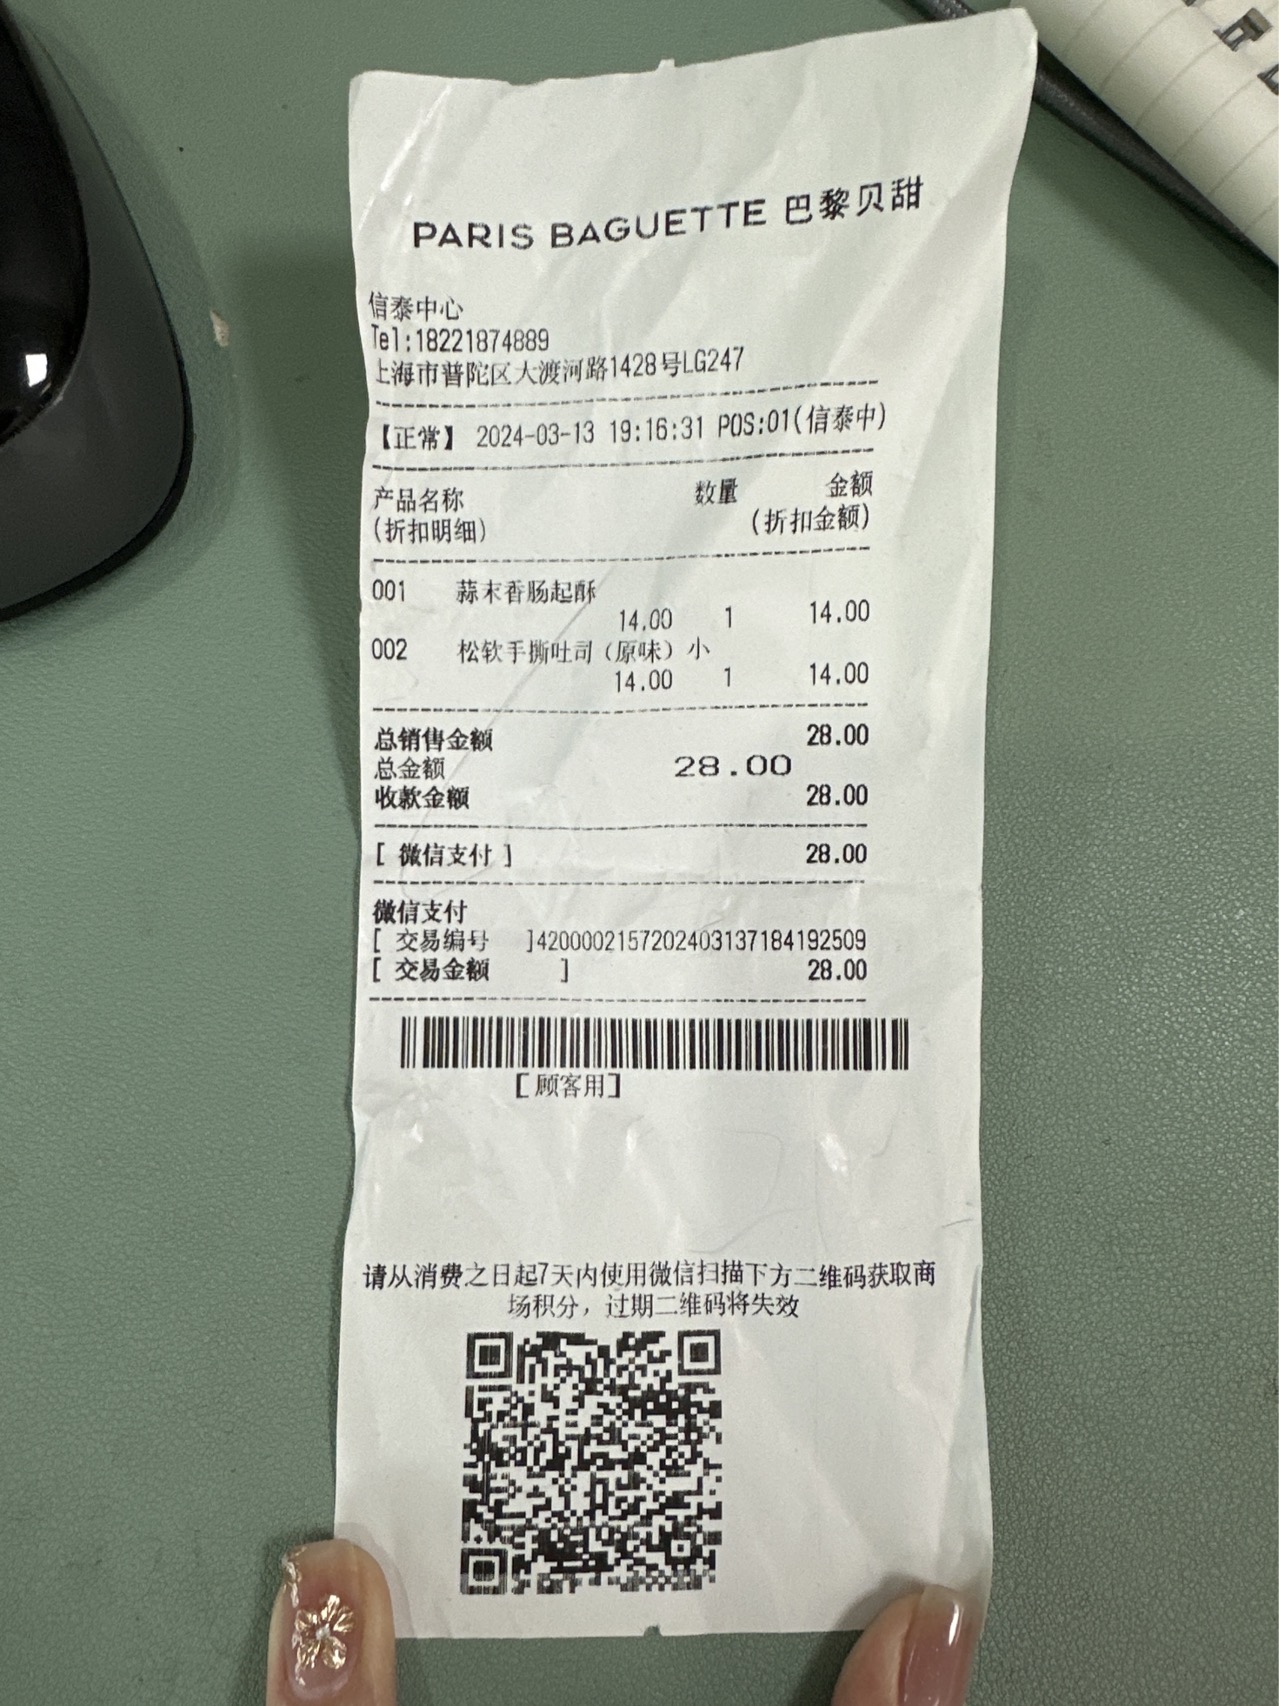 PARIS BAGUETTE 巴黎贝甜
信泰中心
Tel:18221874889
上海市普陀区大渡河路1428号LG247
【正常】 2024-03-13 19:16:31 POS:01(信泰中)
产品名称 数量 金额
(折扣明细) (折扣金额)
001 蒜末香肠起酥
14.00 1 14.00
002 松软手撕吐司（原味）小
14.00 1 14.00
总销售金额 28.00
总金额 28.00
收款金额 28.00
[ 微信支付 ] 28.00
微信支付
[ 交易编号 ]4200002157202403137184192509
[ 交易金额 ] 28.00
[顾客用]
请从消费之日起7天内使用微信扫描下方二维码获取商
场积分，过期二维码将失效